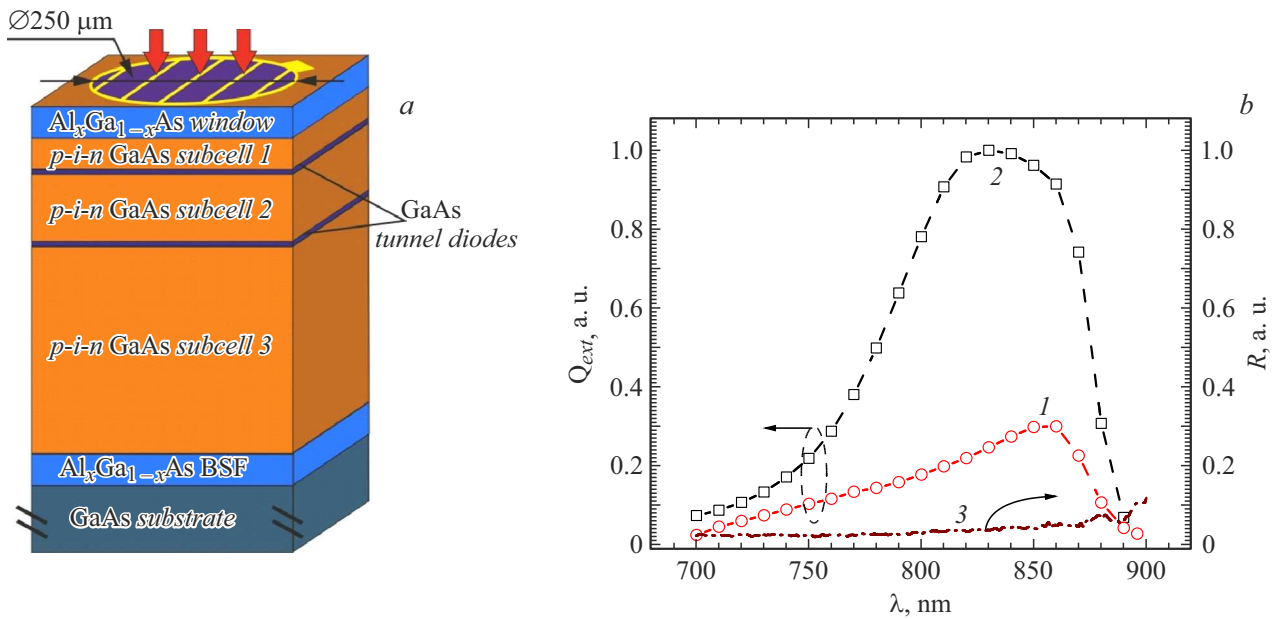 ∅250 μm
a
AlxGa1−xAs window
p-i-n GaAs subcell 1
p-i-n GaAs subcell 2
GaAs
tunnel diodes
p-i-n GaAs subcell 3
AlxGa1−xAs BSF
GaAs substrate
b
1.0
0.8
0.6
0.4
0.2
0
Qext, a. u.
2
1
3
1.0
0.8
0.6
0.4
0.2
0
R, a. u.
700 750 800 850 900
λ, nm